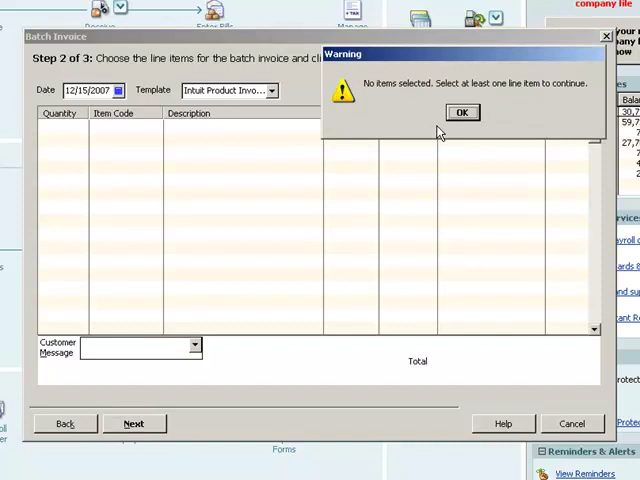 company file
Enter Bills
Batch Invoice
Step 2 of 3: Choose the line items for the batch invoice and cli
Warning
No items selected. Select at least one line item to continue.
OK
Date 12/15/2007 Template Intuit Product Invo...
Quantity Item Code Description
Customer
Message
Total
Back Next Help Cancel
Forms
Reminders & Alerts
View Reminders